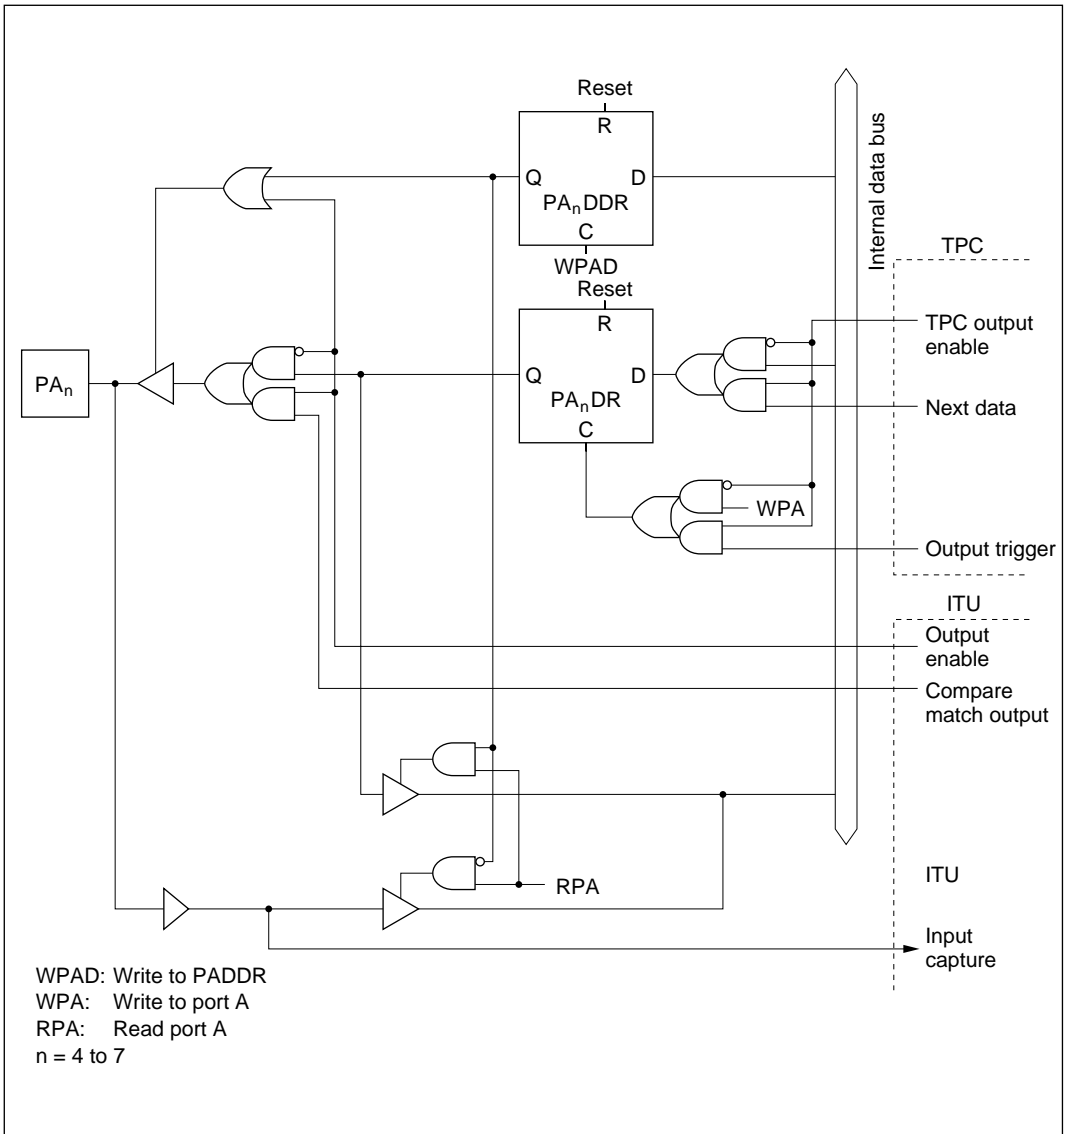 Reset
R
Q
D
PAnDDR
C
WPAD
Internal data bus
TPC
Reset
R
TPC output
enable
PAn
Q
D
PAnDR
C
Next data
WPA
Output trigger
ITU
Output
enable
Compare
match output
RPA
ITU
Input
capture
WPAD: Write to PADDR
WPA: Write to port A
RPA: Read port A
n = 4 to 7